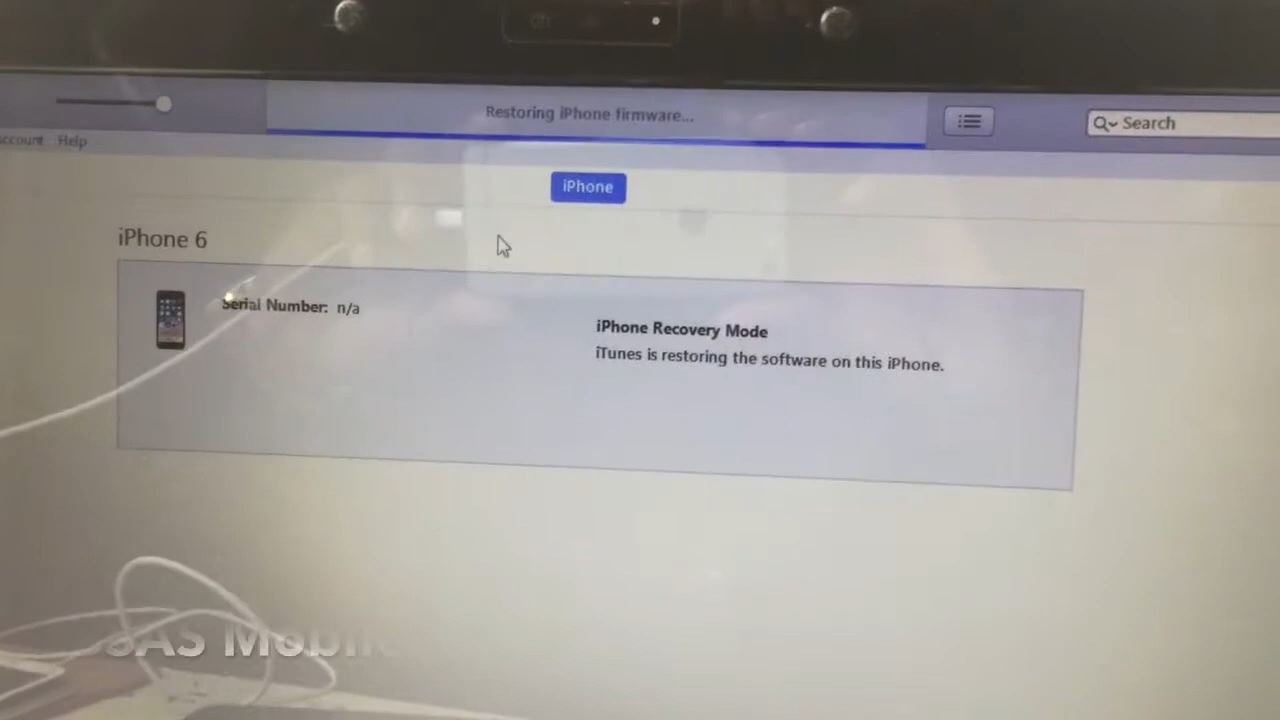 Restoring iPhone firmware...
Search
Help
iPhone
iPhone 6
Serial Number: n/a
iPhone Recovery Mode
iTunes is restoring the software on this iPhone.